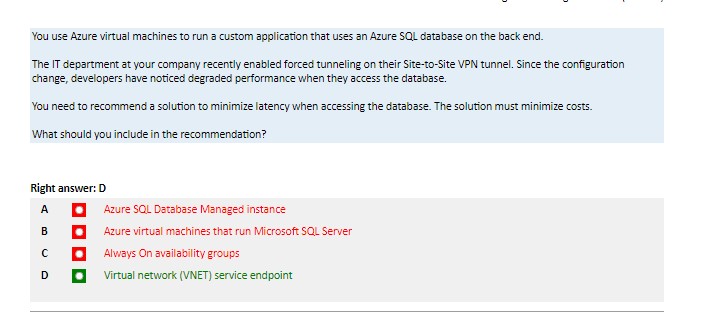 You use Azure virtual machines to run a custom application that uses an Azure SQL database on the back end.
The IT department at your company recently enabled forced tunneling on their Site-to-Site VPN tunnel. Since the configuration
change, developers have noticed degraded performance when they access the database.
You need to recommend a solution to minimize latency when accessing the database. The solution must minimize costs.
What should you include in the recommendation?
Right answer: D
A Azure SQL Database Managed instance
B Azure virtual machines that run Microsoft SQL Server
C Always On availability groups
D Virtual network (VNET) service endpoint